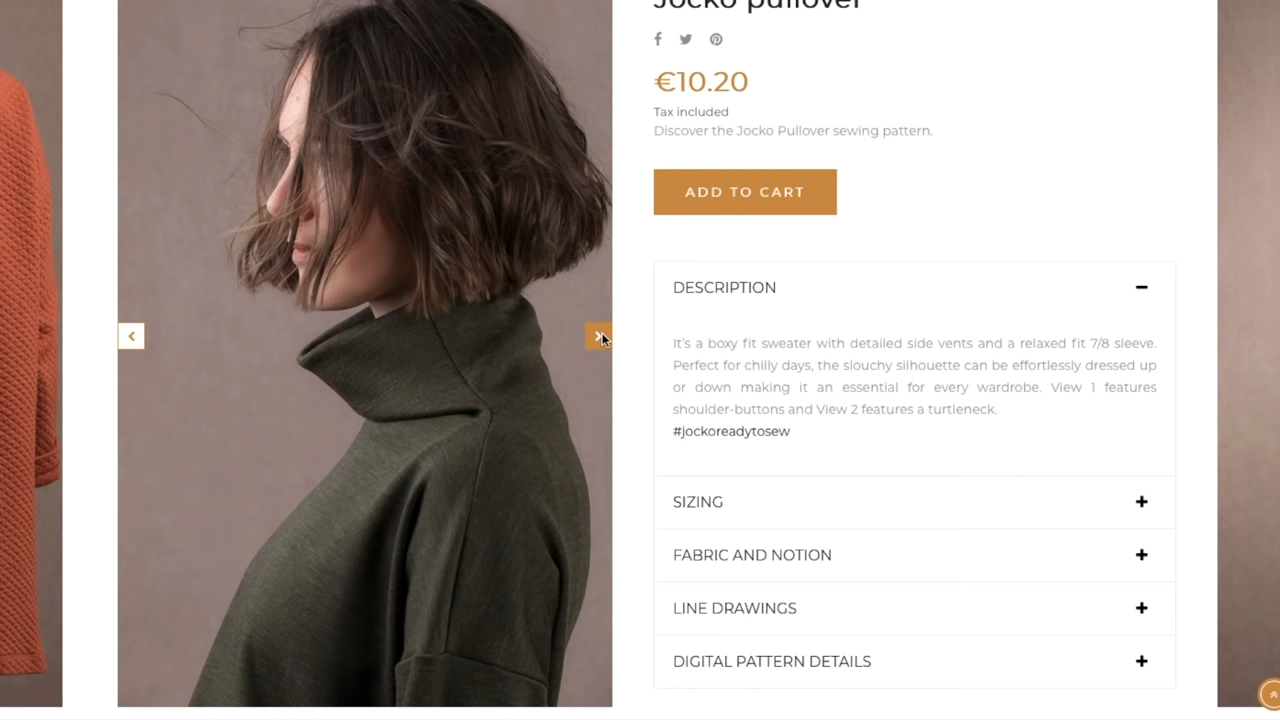 Jocko pullover
€10.20
Tax included
Discover the Jocko Pullover sewing pattern.
ADD TO CART
DESCRIPTION
It's a boxy fit sweater with detailed side vents and a relaxed fit 7/8 sleeve.
Perfect for chilly days, the slouchy silhouette can be effortlessly dressed up
or down making it an essential for every wardrobe. View 1 features
shoulder-buttons and View 2 features a turtleneck.
#jockoreadytosew
SIZING
FABRIC AND NOTION
LINE DRAWINGS
DIGITAL PATTERN DETAILS